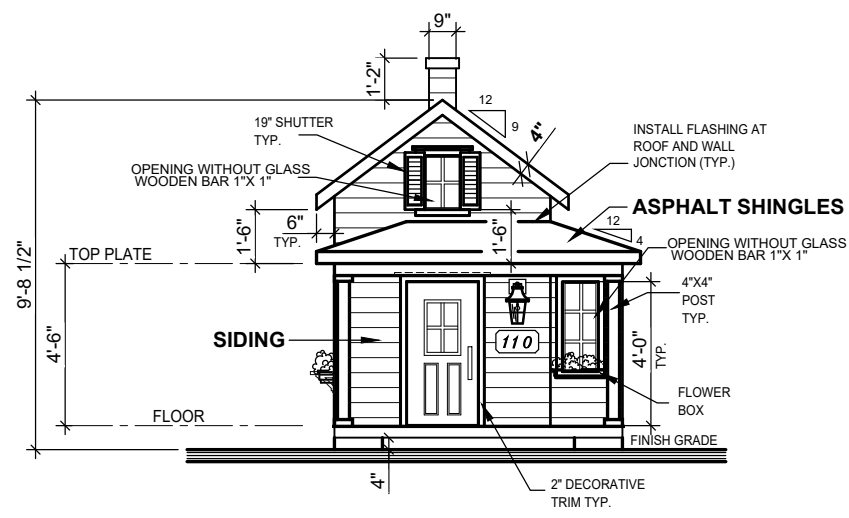 9"
1'-2"
12
9
19" SHUTTER
TYP.
4"
INSTALL FLASHING AT
ROOF AND WALL
JONCTION (TYP.)
OPENING WITHOUT GLASS
WOODEN BAR 1"X 1"
ASPHALT SHINGLES
1'-6"
6"
TYP.
1'-6"
12
4
TOP PLATE
OPENING WITHOUT GLASS
WOODEN BAR 1"X 1"
9'-8 1/2"
4"X4"
POST
TYP.
SIDING
110
4'-6"
4'-0"
TYP.
FLOWER
BOX
FLOOR
FINISH GRADE
4"
2" DECORATIVE
TRIM TYP.